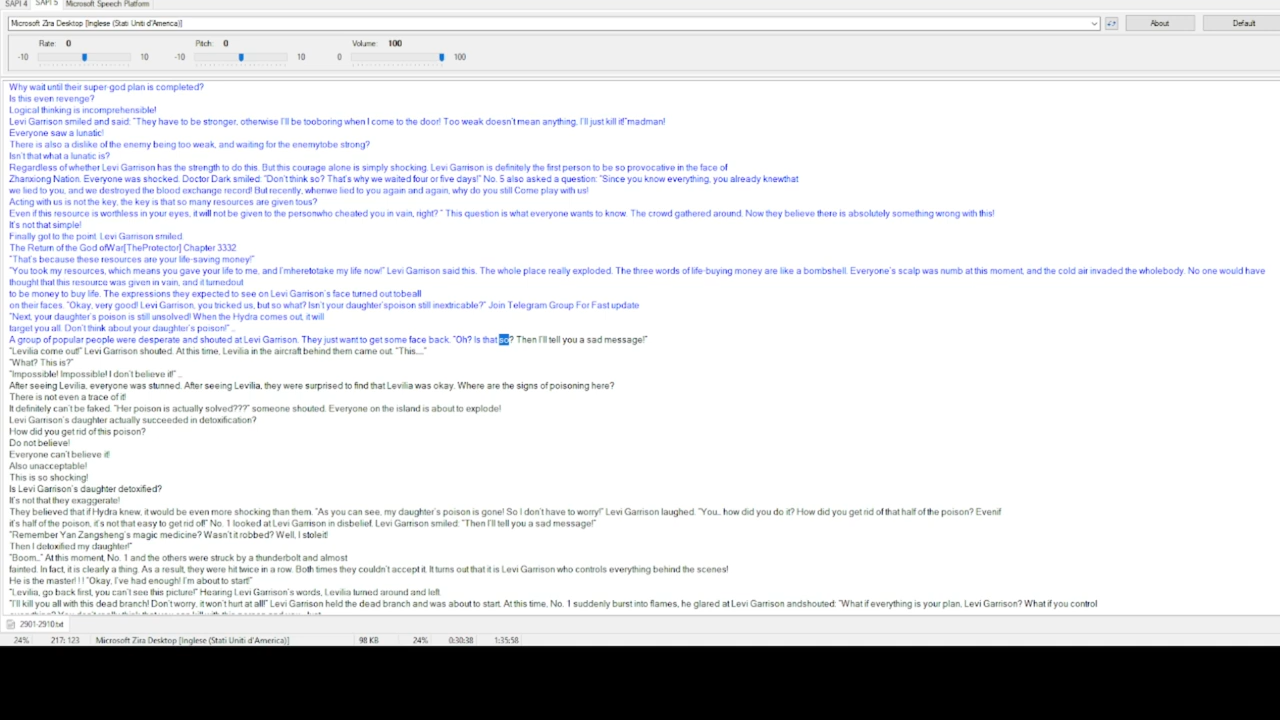 SAPI 4 SAPI 5 Microsoft Speech Platform
Microsoft Zira Desktop [Inglese (Stati Uniti d'America)] About Default
Rate: 0 Pitch: 0 Volume: 100
-10 10 -10 10 0 100
Why wait until their super-god plan is completed?
Is this even revenge?
Logical thinking is incomprehensible!
Levi Garrison smiled and said: "They have to be stronger, otherwise I'll be tooboring when I come to the door! Too weak doesn't mean anything, I'll just kill it!"madman!
Everyone saw a lunatic!
There is also a dislike of the enemy being too weak, and waiting for the enemytobe strong?
Isn't that what a lunatic is?
Regardless of whether Levi Garrison has the strength to do this. But this courage alone is simply shocking. Levi Garrison is definitely the first person to be so provocative in the face of
Zhanxiong Nation. Everyone was shocked. Doctor Dark smiled: "Don't think so? That's why we waited four or five days!" No. 5 also asked a question: "Since you know everything, you already knewthat
we lied to you, and we destroyed the blood exchange record! But recently, whenwe lied to you again and again, why do you still Come play with us!
Acting with us is not the key, the key is that so many resources are given tous?
Even if this resource is worthless in your eyes, it will not be given to the personwho cheated you in vain, right? " This question is what everyone wants to know. The crowd gathered around. Now they believe there is absolutely something wrong with this!
It's not that simple!
Finally got to the point. Levi Garrison smiled.
The Return of the God ofWar[TheProtector] Chapter 3332
"That's because these resources are your life-saving money!"
"You took my resources, which means you gave your life to me, and I'mheretotake my life now!" Levi Garrison said this. The whole place really exploded. The three words of life-buying money are like a bombshell. Everyone's scalp was numb at this moment, and the cold air invaded the wholebody. No one would have
thought that this resource was given in vain, and it turnedout
to be money to buy life. The expressions they expected to see on Levi Garrison's face turned out tobeall
on their faces. "Okay, very good! Levi Garrison, you tricked us, but so what? Isn't your daughter'spoison still inextricable?" Join Telegram Group For Fast update
"Next, your daughter's poison is still unsolved! When the Hydra comes out, it will
target you all. Don't think about your daughter's poison!" ..
A group of popular people were desperate and shouted at Levi Garrison. They just want to get some face back. "Oh? Is that so? Then I'll tell you a sad message!"
"Levilia come out!" Levi Garrison shouted. At this time, Levilia in the aircraft behind them came out. "This...."
"What? This is?"
"Impossible! Impossible! I don't believe it!" ..
After seeing Levilia, everyone was stunned. After seeing Levilia, they were surprised to find that Levilia was okay. Where are the signs of poisoning here?
There is not even a trace of it!
It definitely can't be faked. "Her poison is actually solved???" someone shouted. Everyone on the island is about to explode!
Levi Garrison's daughter actually succeeded in detoxification?
How did you get rid of this poison?
Do not believe!
Everyone can't believe it!
Also unacceptable!
This is so shocking!
Is Levi Garrison's daughter detoxified?
It's not that they exaggerate!
They believed that if Hydra knew, it would be even more shocking than them. "As you can see, my daughter's poison is gone! So I don't have to worry!" Levi Garrison laughed. "You.. how did you do it? How did you get rid of that half of the poison? Evenif
it's half of the poison, it's not that easy to get rid of!" No. 1 looked at Levi Garrison in disbelief. Levi Garrison smiled: "Then I'll tell you a sad message!"
"Remember Yan Zangsheng's magic medicine? Wasn't it robbed? Well, I stoleit!
Then I detoxified my daughter!"
"Boom..." At this moment, No. 1 and the others were struck by a thunderbolt and almost
fainted. In fact, it is clearly a thing. As a result, they were hit twice in a row. Both times they couldn't accept it. It turns out that it is Levi Garrison who controls everything behind the scenes!
He is the master! ! ! "Okay, I've had enough! I'm about to start!"
"Levilia, go back first, you can't see this picture!" Hearing Levi Garrison's words, Levilia turned around and left.
"I'll kill you all with this dead branch! Don't worry, it won't hurt at all!" Levi Garrison held the dead branch and was about to start. At this time, No. 1 suddenly burst into flames, he glared at Levi Garrison andshouted: "What if everything is your plan, Levi Garrison? What if you control
2901-2910.txt
24% 217: 123 Microsoft Zira Desktop [Inglese (Stati Uniti d'America)] 98 KB 24% 0:30:38 1:35:58